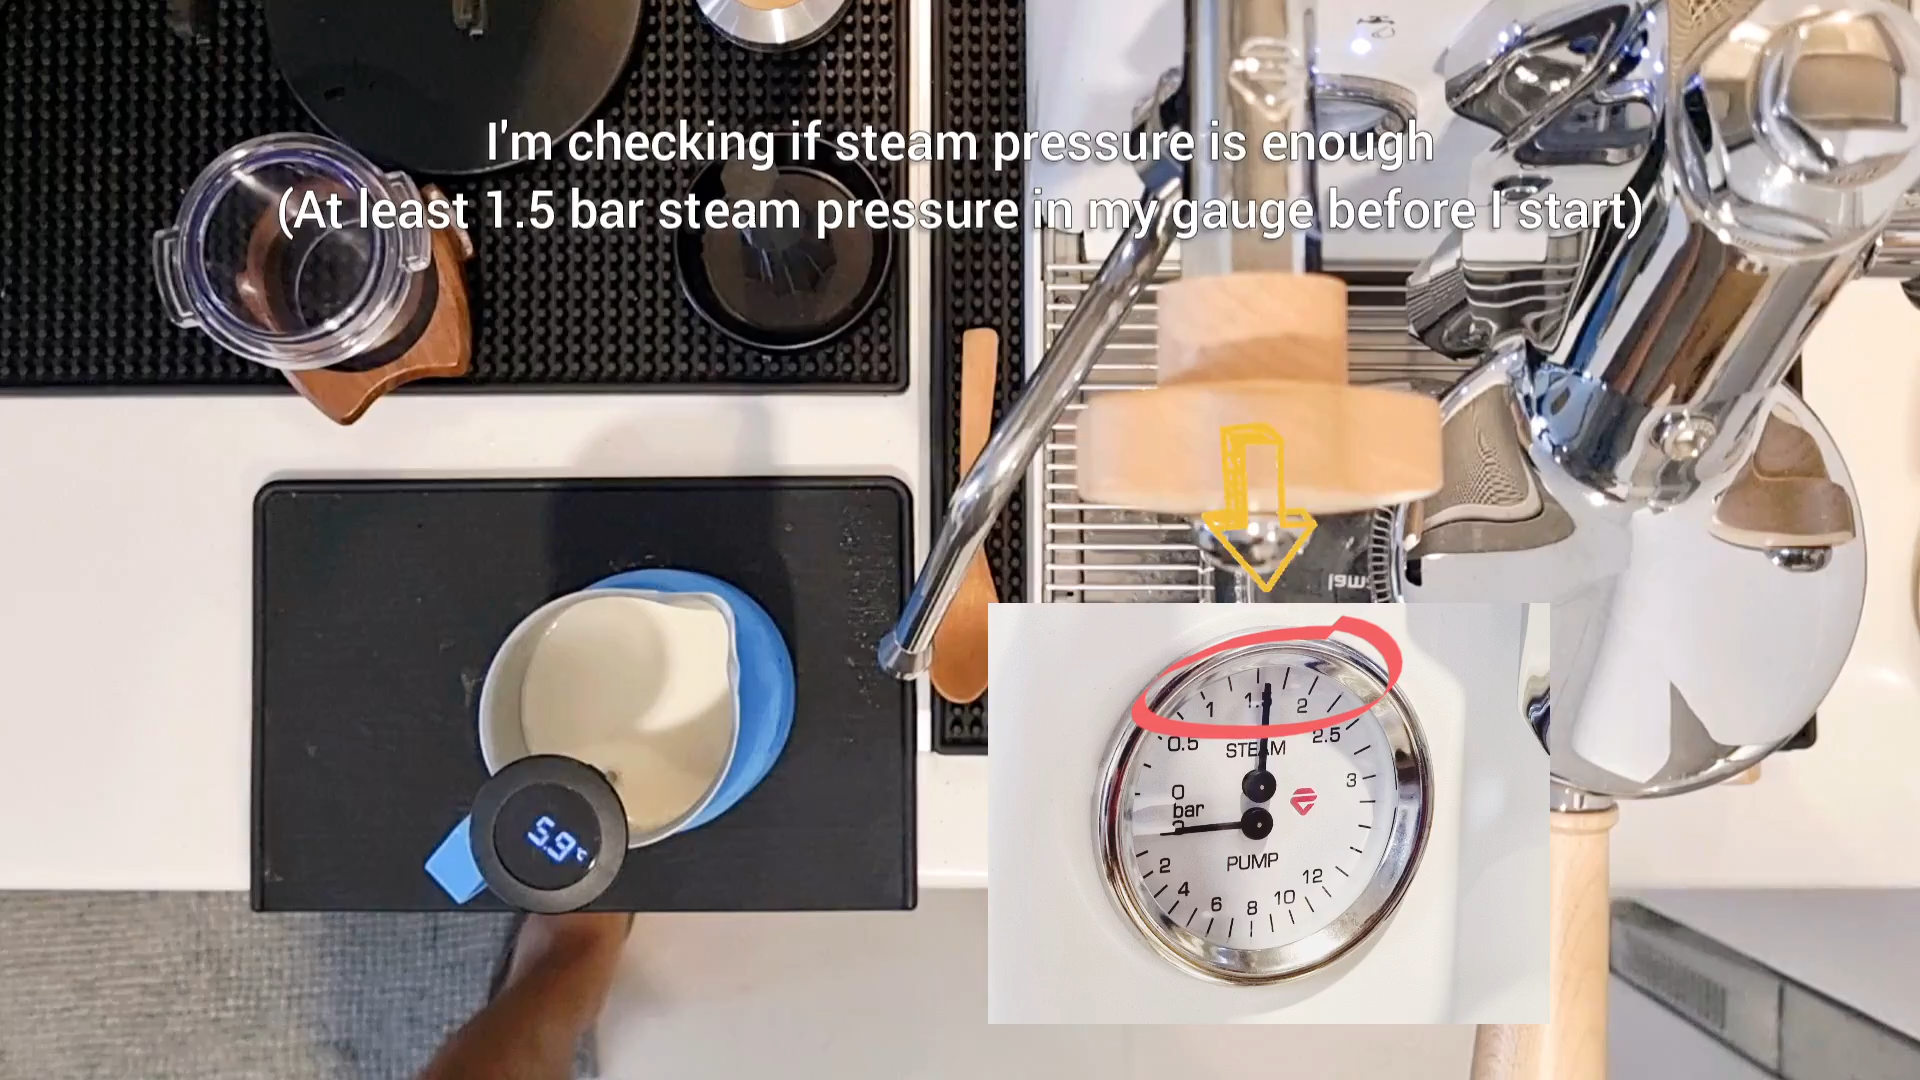 I'm checking if steam pressure is enough
(At least 1.5 bar steam pressure in my gauge before I start)
5.9 °C
1 2
0.5 2.5
STEAM
3
0
bar
PUMP
2
4 12
6 8 10